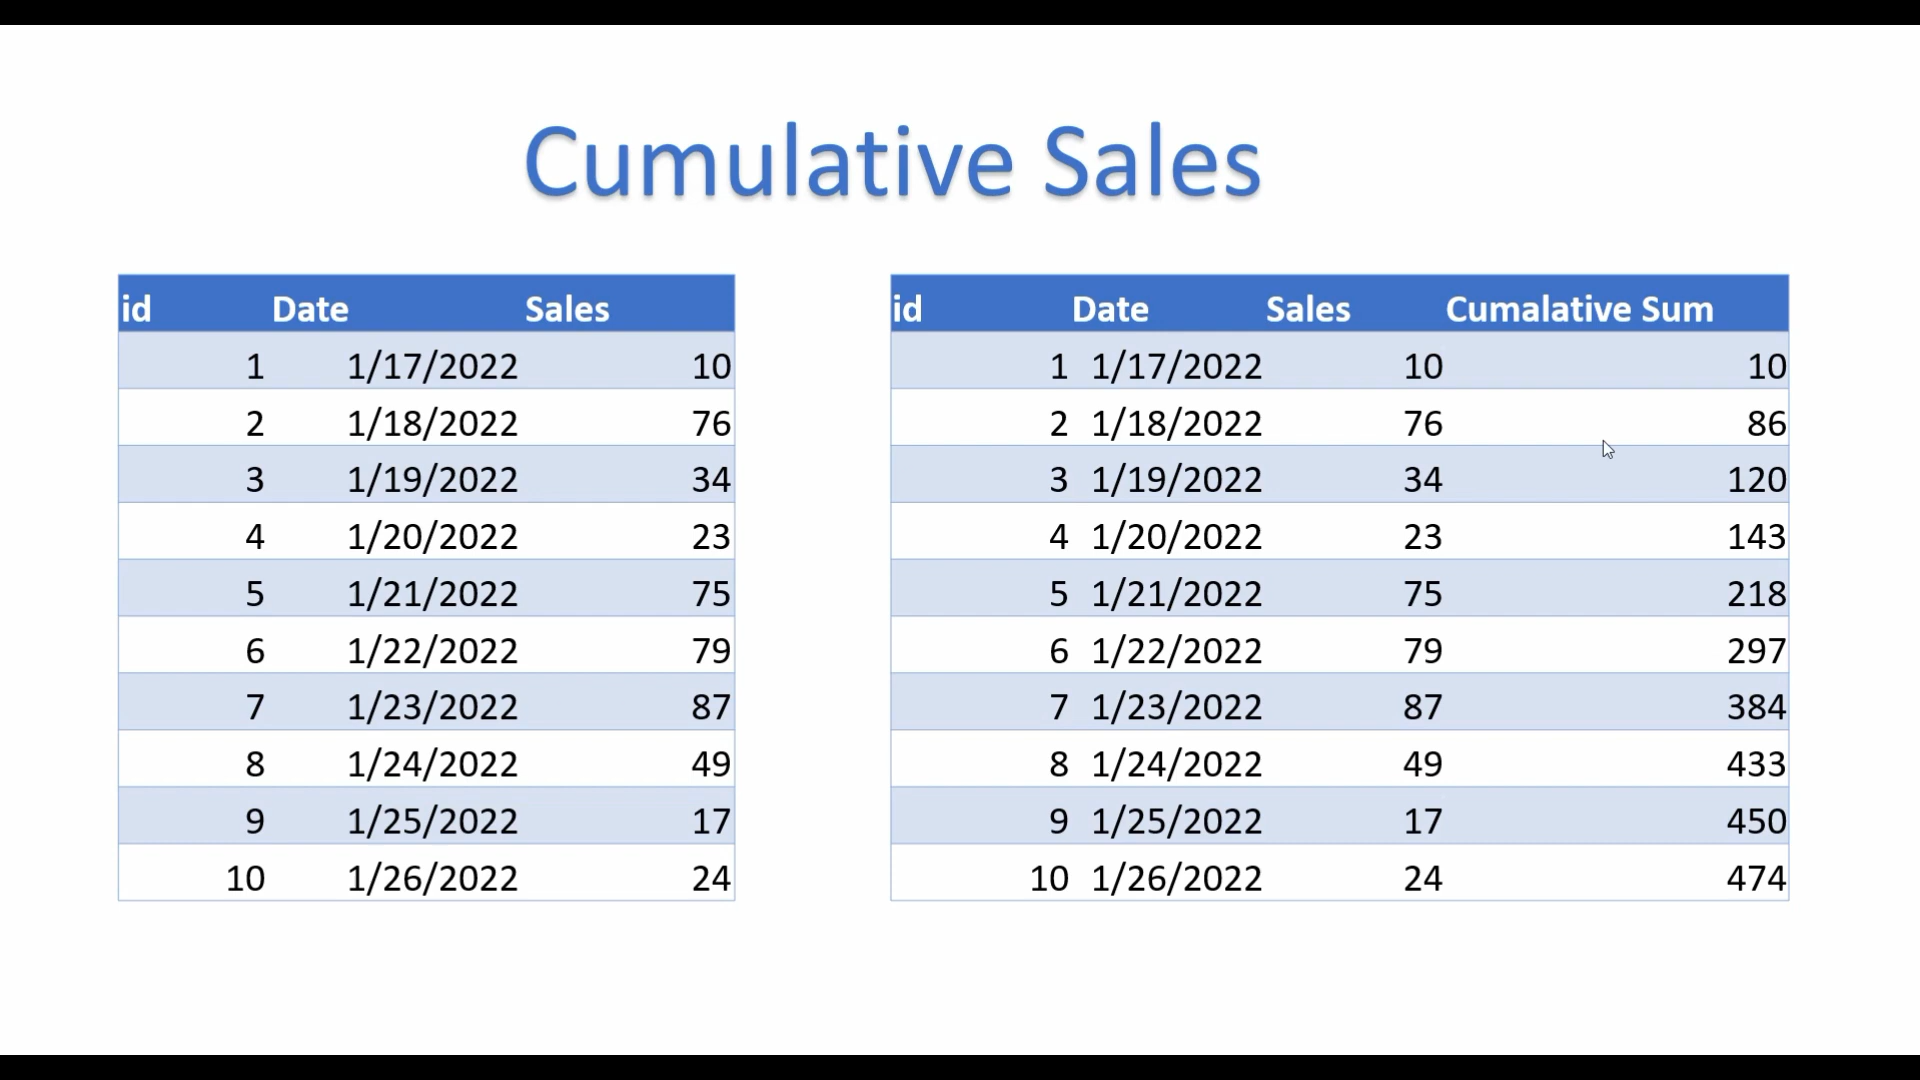 Cumulative Sales
id Date Sales
1 1/17/2022 10
2 1/18/2022 76
3 1/19/2022 34
4 1/20/2022 23
5 1/21/2022 75
6 1/22/2022 79
7 1/23/2022 87
8 1/24/2022 49
9 1/25/2022 17
10 1/26/2022 24
id Date Sales Cumalative Sum
1 1/17/2022 10 10
2 1/18/2022 76 86
3 1/19/2022 34 120
4 1/20/2022 23 143
5 1/21/2022 75 218
6 1/22/2022 79 297
7 1/23/2022 87 384
8 1/24/2022 49 433
9 1/25/2022 17 450
10 1/26/2022 24 474